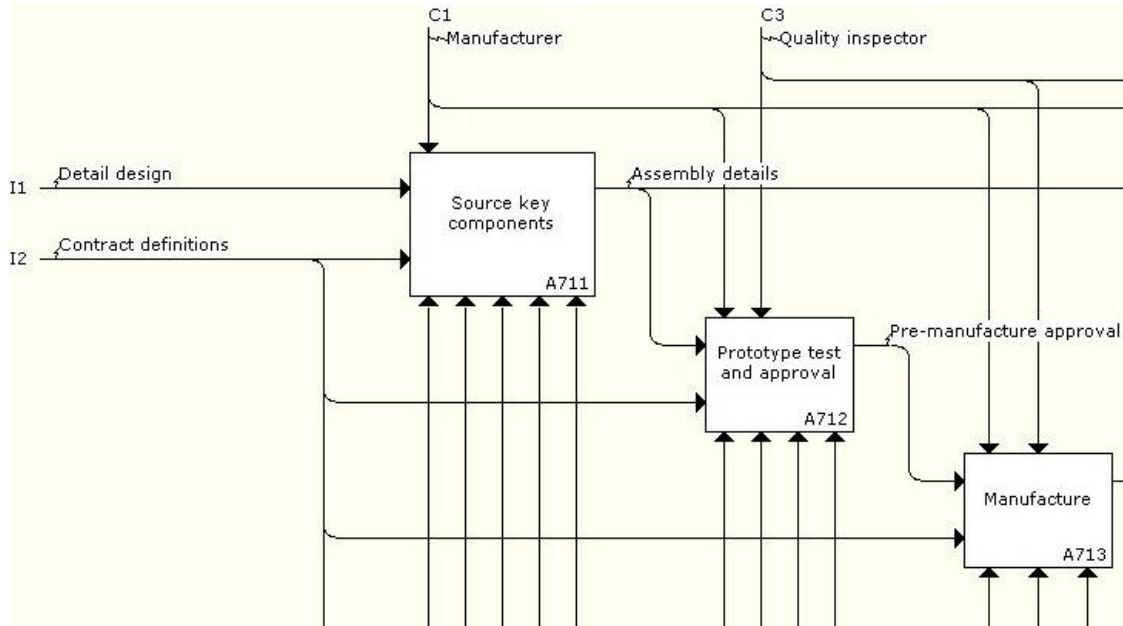 C1
Manufacturer
C3
Quality inspector
I1
Detail design
Source key
components
A711
Assembly details
I2
Contract definitions
Prototype test
and approval
A712
Pre-manufacture approval
Manufacture
A713